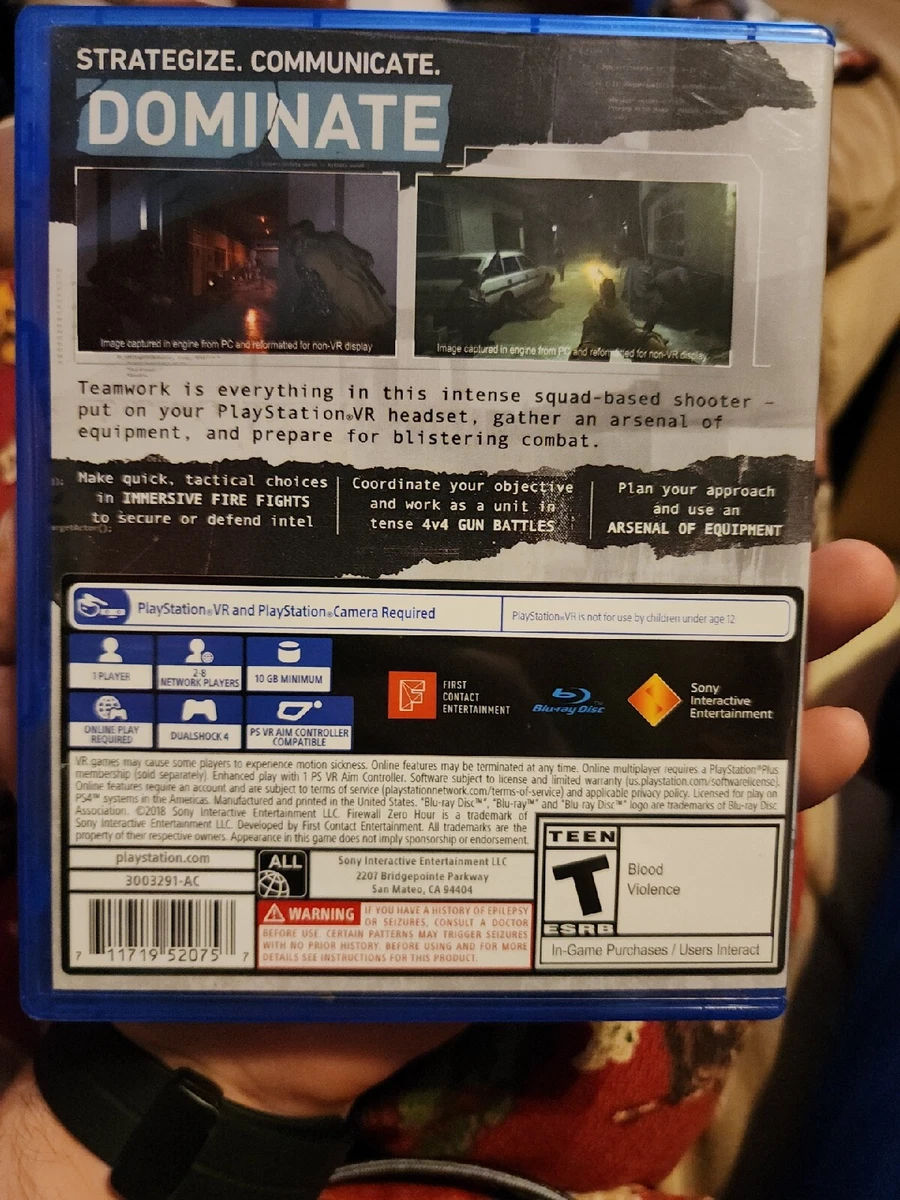 STRATEGIZE. COMMUNICATE.
DOMINATE
Image captured in engine from PC and reformatted for non-VR display
Image captured in engine from PC and reformatted for non-VR display.
Teamwork is everything in this intense squad-based shooter –
put on your PlayStation®VR headset, gather an arsenal of
equipment, and prepare for blistering combat.
Make quick, tactical choices
in IMMERSIVE FIRE FIGHTS
to secure or defend intel
Coordinate your objective
and work as a unit in
tense 4v4 GUN BATTLES
Plan your approach
and use an
ARSENAL OF EQUIPMENT
PlayStation®VR and PlayStation®Camera Required
PlayStation®VR is not for use by children under age 12
1 PLAYER
2-8
NETWORK PLAYERS
10 GB MINIMUM
ONLINE PLAY
REQUIRED
DUALSHOCK 4
PS VR AIM CONTROLLER
COMPATIBLE
FIRST
CONTACT
ENTERTAINMENT
Blu-ray Disc
Sony
Interactive
Entertainment
VR games may cause some players to experience motion sickness. Online features may be terminated at any time. Online multiplayer requires a PlayStation®Plus
membership (sold separately). Enhanced play with 1 PS VR Aim Controller. Software subject to license and limited warranty (us.playstation.com/softwarelicense).
Online features require an account and are subject to terms of service (playstationnetwork.com/terms-of-service) and applicable privacy policy. Licensed for play on
PS4™ systems in the Americas. Manufactured and printed in the United States. "Blu-ray Disc™", "Blu-ray™" and "Blu-ray Disc™" logo are trademarks of Blu-ray Disc
Association. ©2018 Sony Interactive Entertainment LLC. Firewall Zero Hour is a trademark of
Sony Interactive Entertainment LLC. Developed by First Contact Entertainment. All trademarks are the
property of their respective owners. Appearance in this game does not imply sponsorship or endorsement.
playstation.com
3003291-AC
7 11719 52075 7
ALL
Sony Interactive Entertainment LLC
2207 Bridgepointe Parkway
San Mateo, CA 94404
WARNING IF YOU HAVE A HISTORY OF EPILEPSY
OR SEIZURES, CONSULT A DOCTOR
BEFORE USE. CERTAIN PATTERNS MAY TRIGGER SEIZURES
WITH NO PRIOR HISTORY. BEFORE USING AND FOR MORE
DETAILS SEE INSTRUCTIONS FOR THIS PRODUCT.
TEEN
T
ESRB
Blood
Violence
In-Game Purchases / Users Interact